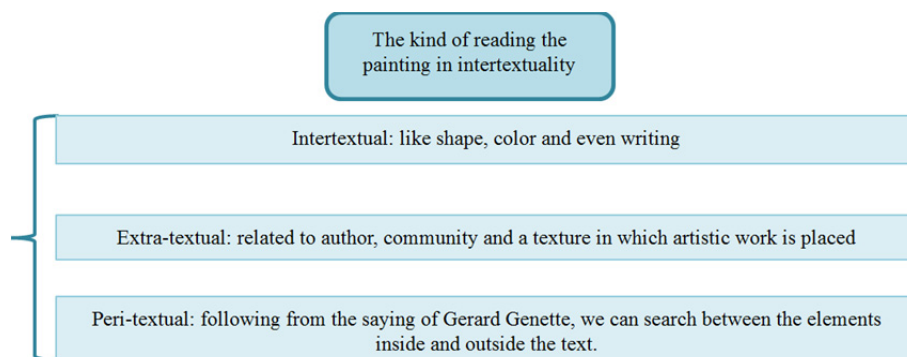 The kind of reading the
painting in intertextuality
Intertextual: like shape, color and even writing
Extra-textual: related to author, community and a texture in which artistic work is placed
Peri-textual: following from the saying of Gerard Genette, we can search between the elements
inside and outside the text.